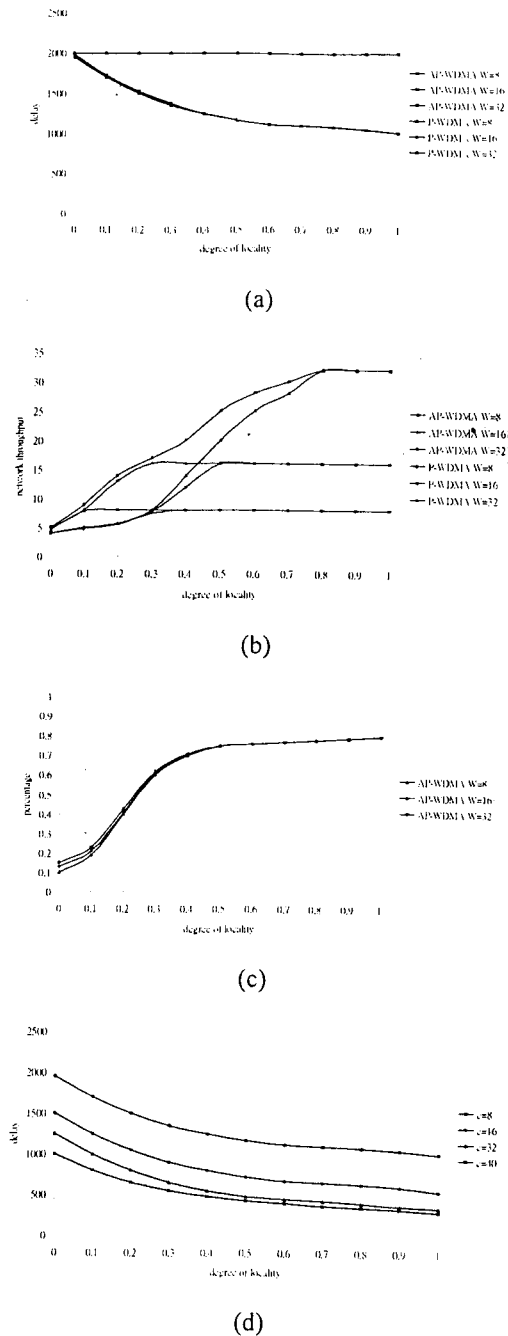 2500
2000
1500
1000
500
0
delay
0 0.1 0.2 0.3 0.4 0.5 0.6 0.7 0.8 0.9 1
degree of locality
AP-WDMA W=8
AP-WDMA W=16
AP-WDMA W=32
P-WDMA W=8
P-WDMA W=16
P-WDMA W=32
(a)
35
30
25
20
15
10
5
0
network throughput
0 0.1 0.2 0.3 0.4 0.5 0.6 0.7 0.8 0.9 1
degree of locality
AP-WDMA W=8
AP-WDMA W=16
AP-WDMA W=32
P-WDMA W=8
P-WDMA W=16
P-WDMA W=32
(b)
1
0.9
0.8
0.7
0.6
0.5
0.4
0.3
0.2
0.1
0
percentage
0 0.1 0.2 0.3 0.4 0.5 0.6 0.7 0.8 0.9 1
degree of locality
AP-WDMA W=8
AP-WDMA W=16
AP-WDMA W=32
(c)
2500
2000
1500
1000
500
0
delay
0 0.1 0.2 0.3 0.4 0.5 0.6 0.7 0.8 0.9 1
degree of locality
c=8
c=16
c=32
c=40
(d)